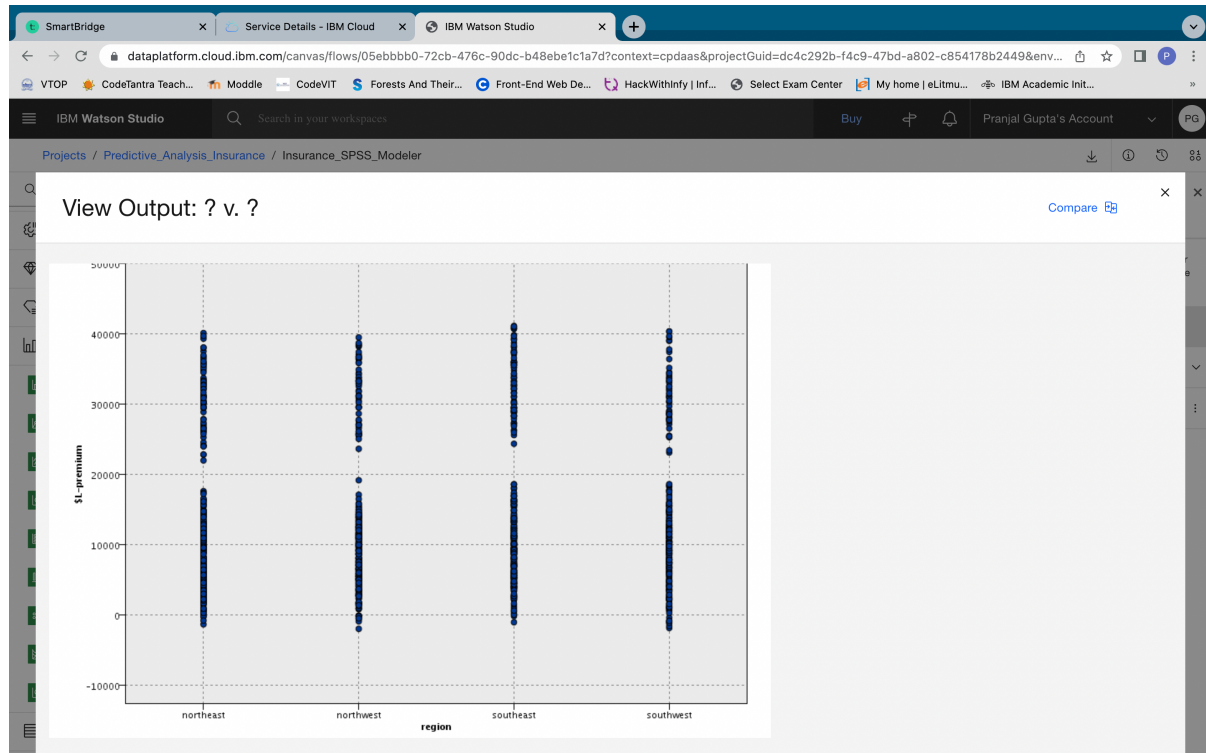 SmartBridge
Service Details - IBM Cloud
IBM Watson Studio
dataplatform.cloud.ibm.com/canvas/flows/05ebbbb0-72cb-476c-90dc-b48ebe1c1a7d?context=cpdaas&projectGuid=dc4c292b-f4c9-47bd-a802-c854178b2449&env...
P
VTOP
CodeTantra Teach...
Moddle
CodeVIT
Forests And Their...
Front-End Web De...
HackWithInfy | Inf...
Select Exam Center
My home | eLitmu...
IBM Academic Init...
»
IBM Watson Studio
Search in your workspaces
Buy
Pranjal Gupta's Account
PG
Projects / Predictive_Analysis_Insurance / Insurance_SPSS_Modeler
View Output: ? v. ?
Compare
50000
40000
30000
20000
10000
0
-10000
$L-premium
northeast
northwest
southeast
southwest
region